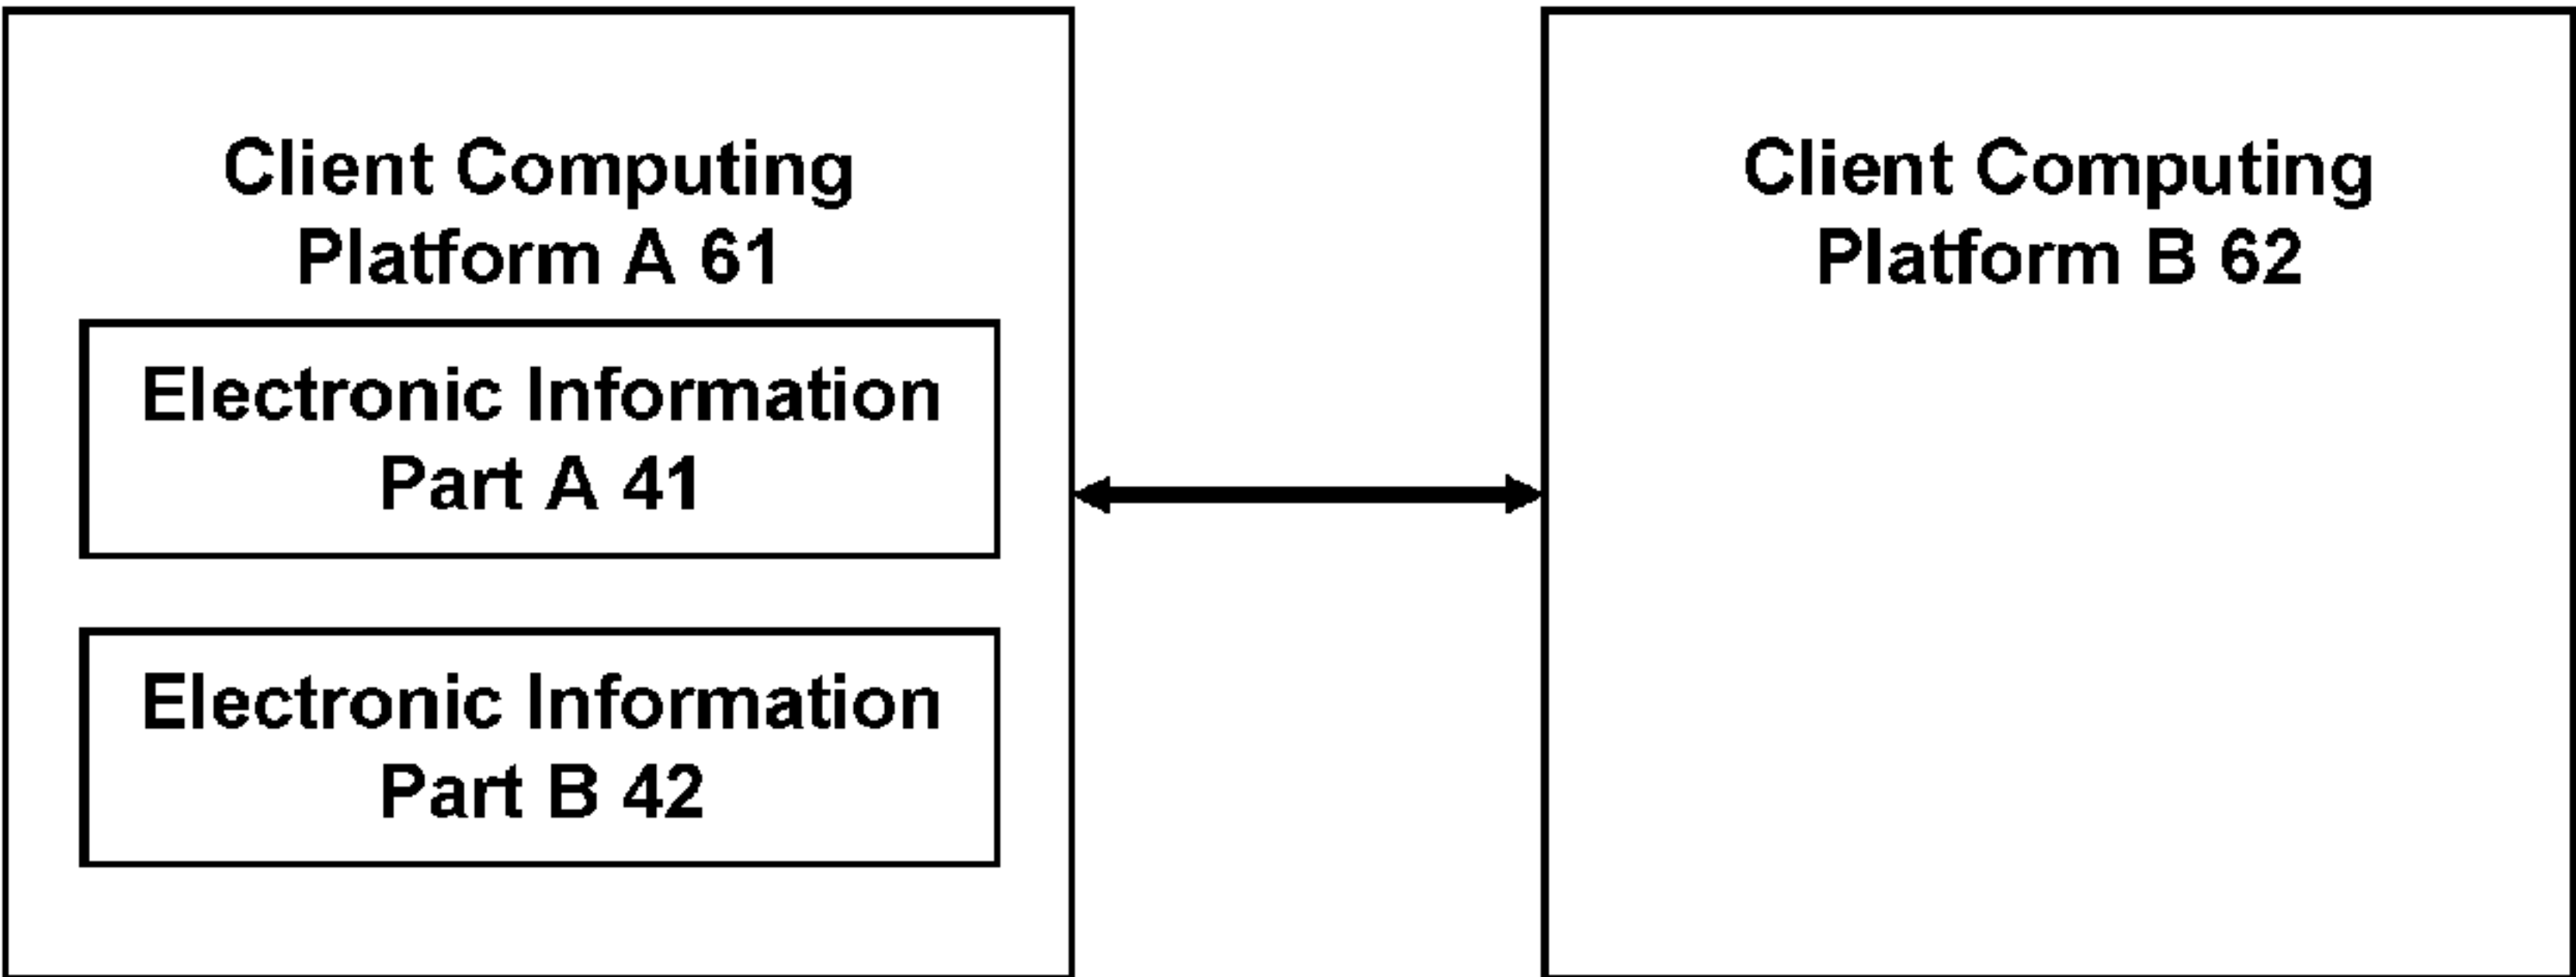 Client Computing
Platform A 61
Electronic Information
Part A 41
Electronic Information
Part B 42
Client Computing
Platform B 62